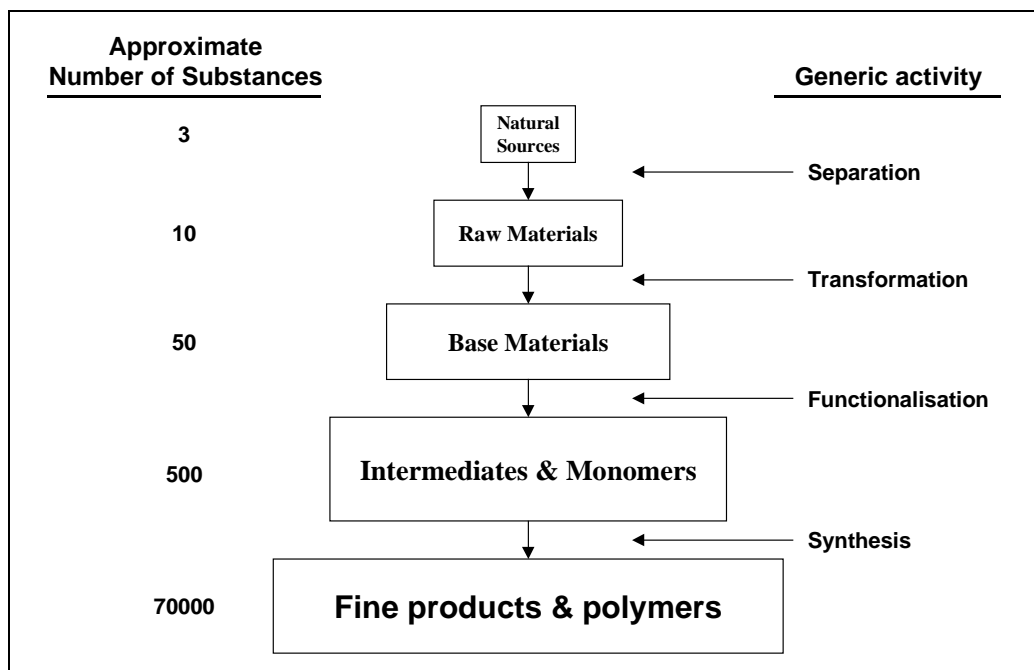 Approximate
Number of Substances
Generic activity
3
Natural
Sources
Separation
10
Raw Materials
Transformation
50
Base Materials
Functionalisation
500
Intermediates & Monomers
Synthesis
70000
Fine products & polymers